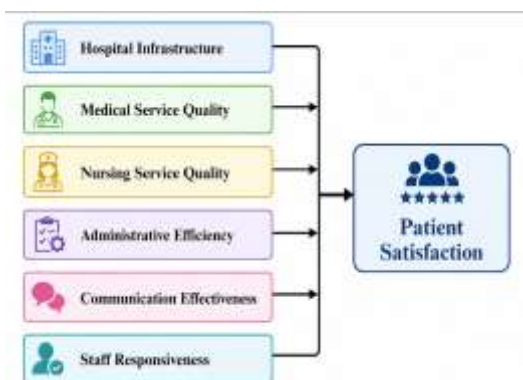 Hospital Infrastructure
Medical Service Quality
Nursing Service Quality
Administrative Efficiency
Communication Effectiveness
Staff Responsiveness
Patient
Satisfaction